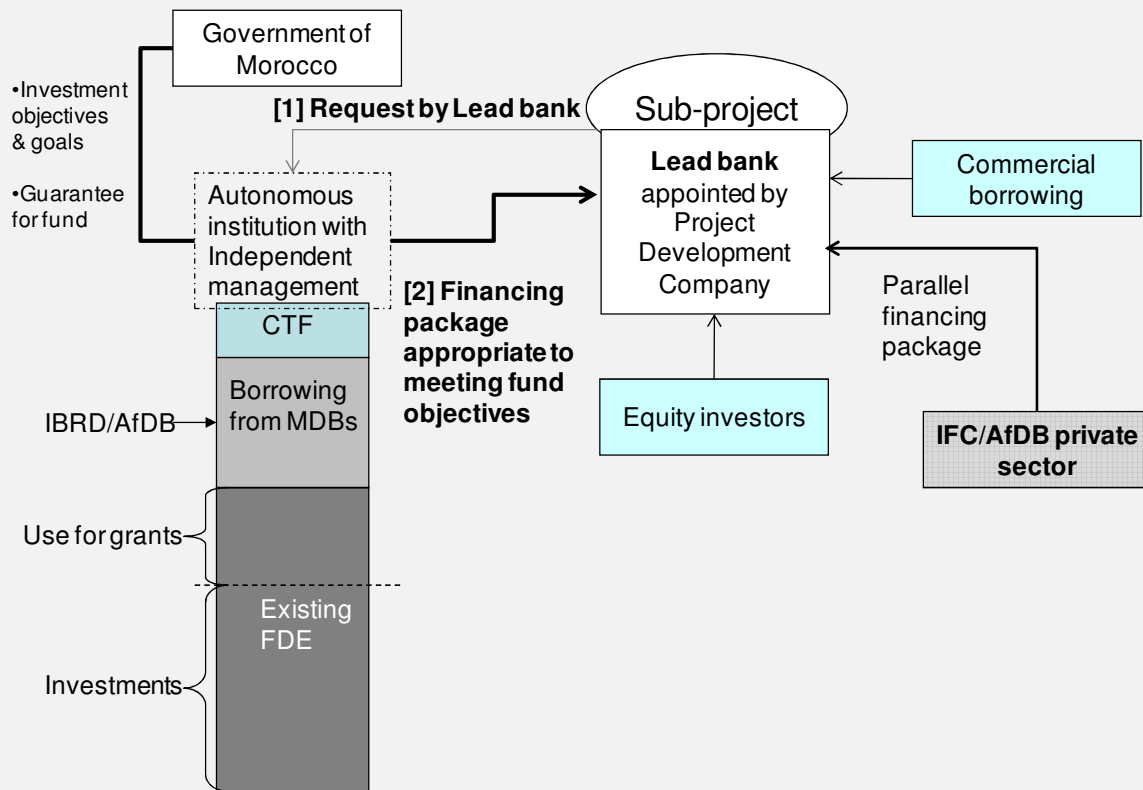 Government of
Morocco
•Investment
objectives
& goals
•Guarantee
for fund
[1] Request by Lead bank
Sub-project
Lead bank
appointed by
Project
Development
Company
Commercial
borrowing
Autonomous
institution with
Independent
management
[2] Financing
package
appropriate to
meeting fund
objectives
Parallel
financing
package
CTF
Borrowing
from MDBs
IBRD/AfDB
Equity investors
IFC/AfDB private
sector
Use for grants
Existing
FDE
Investments